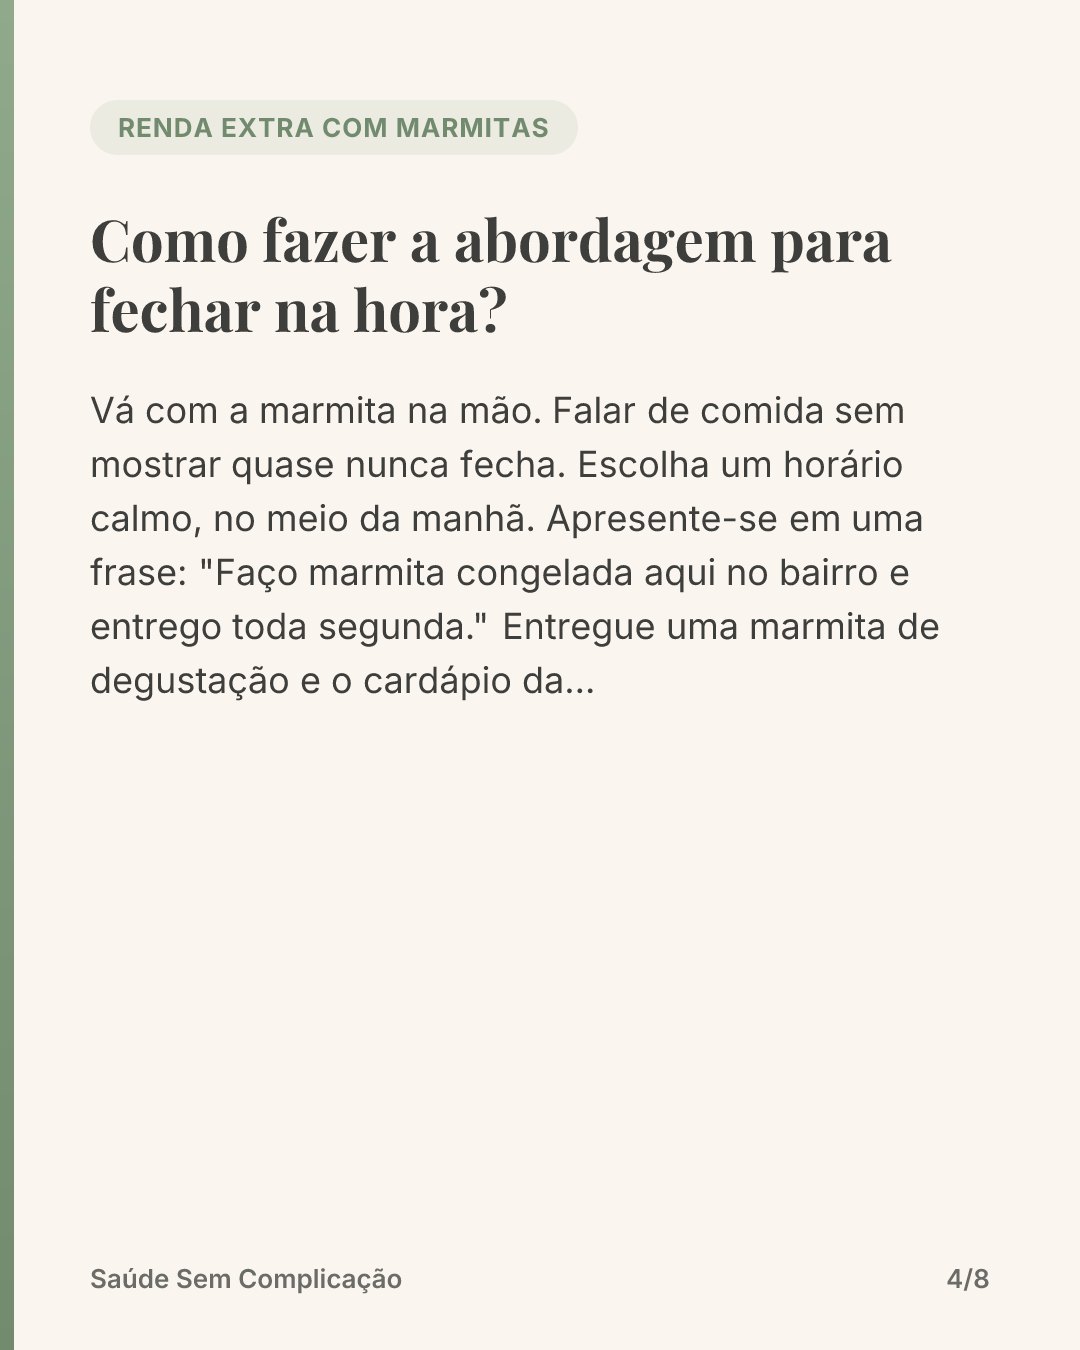 RENDA EXTRA COM MARMITAS
Como fazer a abordagem para
fechar na hora?
Vá com a marmita na mão. Falar de comida sem
mostrar quase nunca fecha. Escolha um horário
calmo, no meio da manhã. Apresente-se em uma
frase: "Faço marmita congelada aqui no bairro e
entrego toda segunda." Entregue uma marmita de
degustação e o cardápio da...
Saúde Sem Complicação
4/8